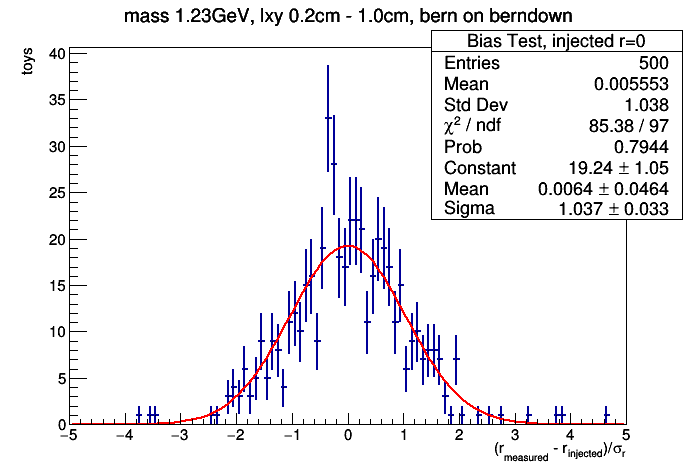 mass 1.23GeV, lxy 0.2cm - 1.0cm, bern on berndown
Bias Test, injected r=0
Entries 500
Mean 0.005553
Std Dev 1.038
χ² / ndf 85.38 / 97
Prob 0.7944
Constant 19.24 ± 1.05
Mean 0.0064 ± 0.0464
Sigma 1.037 ± 0.033
toys
40
35
30
25
20
15
10
5
0
−5 −4 −3 −2 −1 0 1 2 3 4 5
(r_measured - r_injected)/σ_r